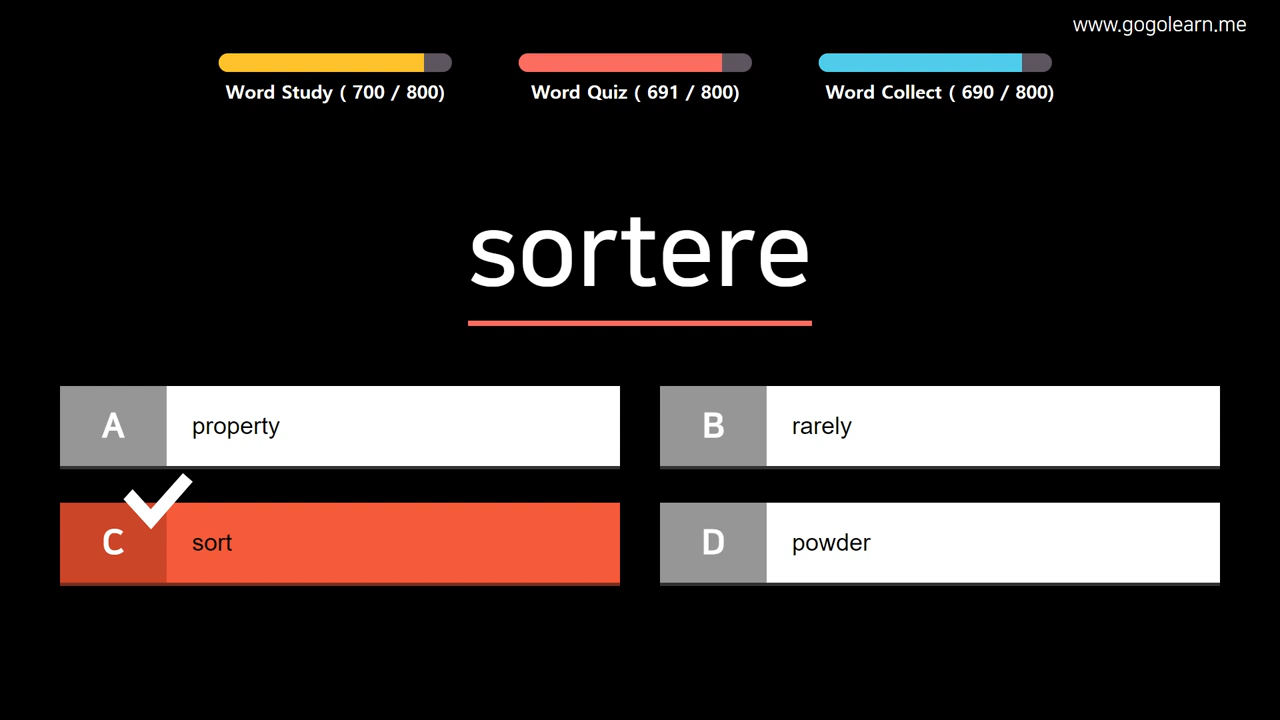 www.gogolearn.me
Word Study ( 700 / 800)
Word Quiz ( 691 / 800)
Word Collect ( 690 / 800)
sortere
A property
B rarely
C sort
D powder